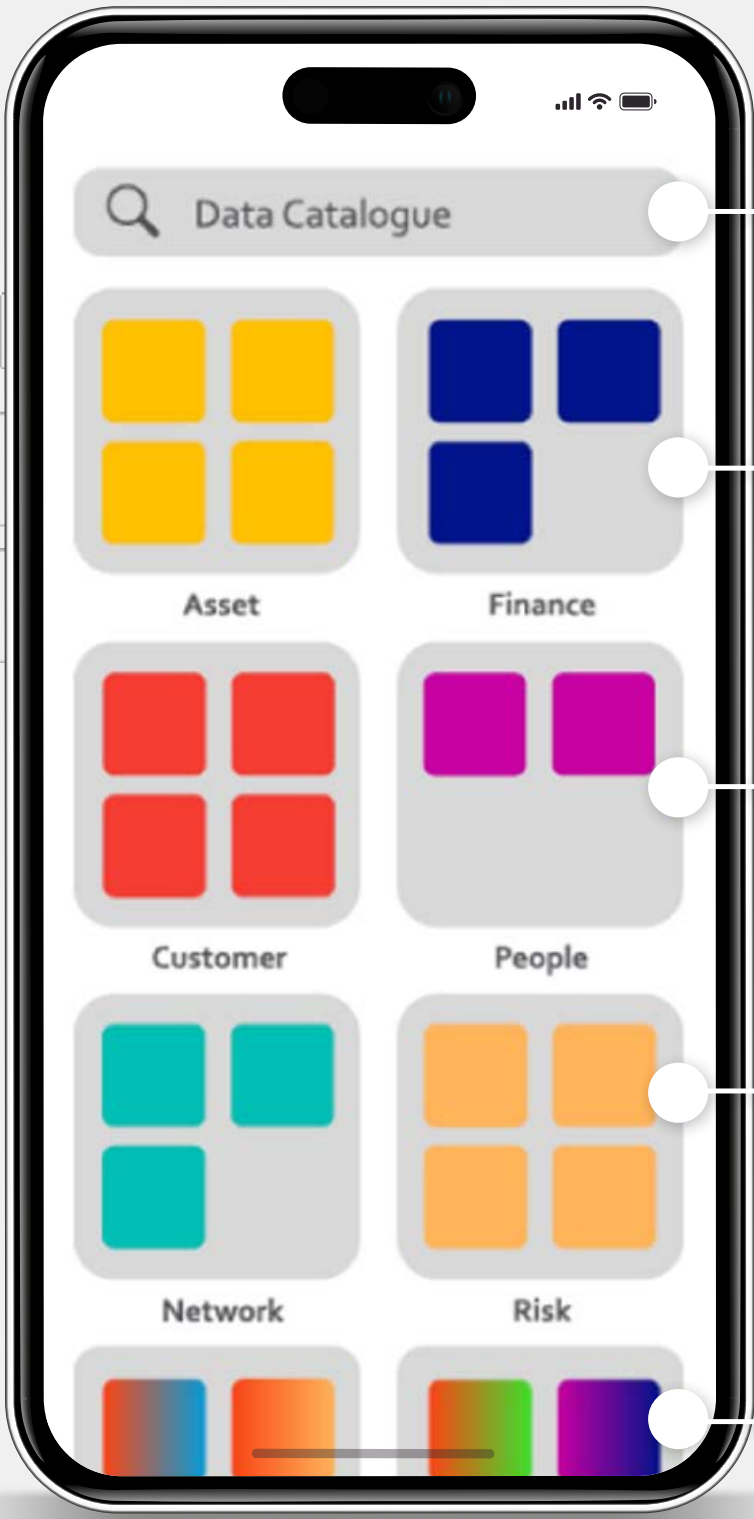 Data Catalogue
Asset
Finance
Customer
People
Network
Risk